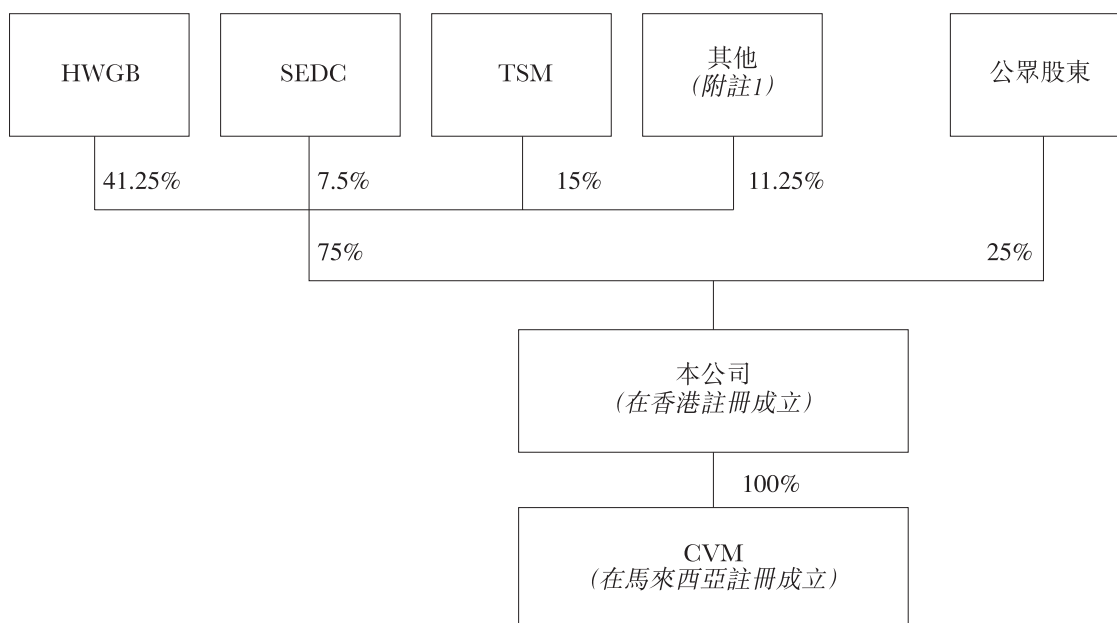 HWGB
SEDC
TSM
其他
(附註1)
公眾股東
41.25%
7.5%
15%
11.25%
75%
25%
本公司
(在香港註冊成立)
100%
CVM
(在馬來西亞註冊成立)